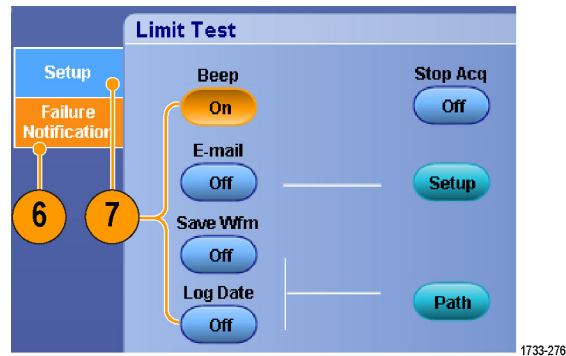 Limit Test
Setup
Failure
Notification
6
7
Beep
On
Stop Acq
Off
E-mail
Off
Setup
Save Wfm
Off
Log Date
Off
Path
1733-276